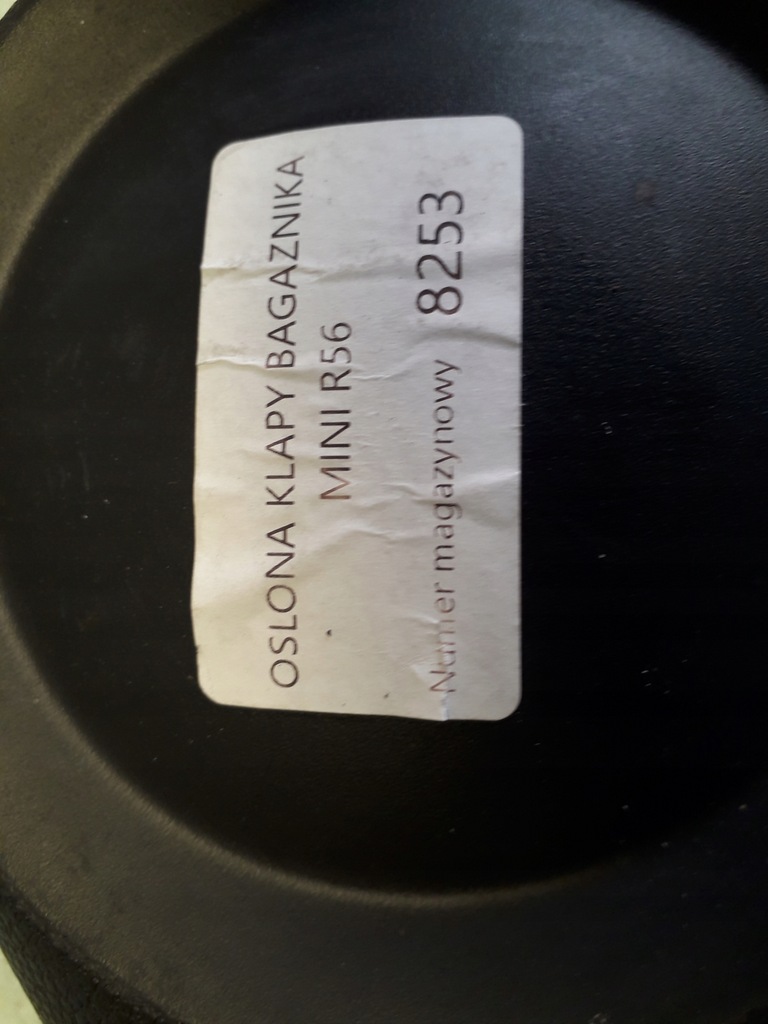 OSLONA KLAPY BAGAZNIKA
MINI R56
Numer magazynowy 8253